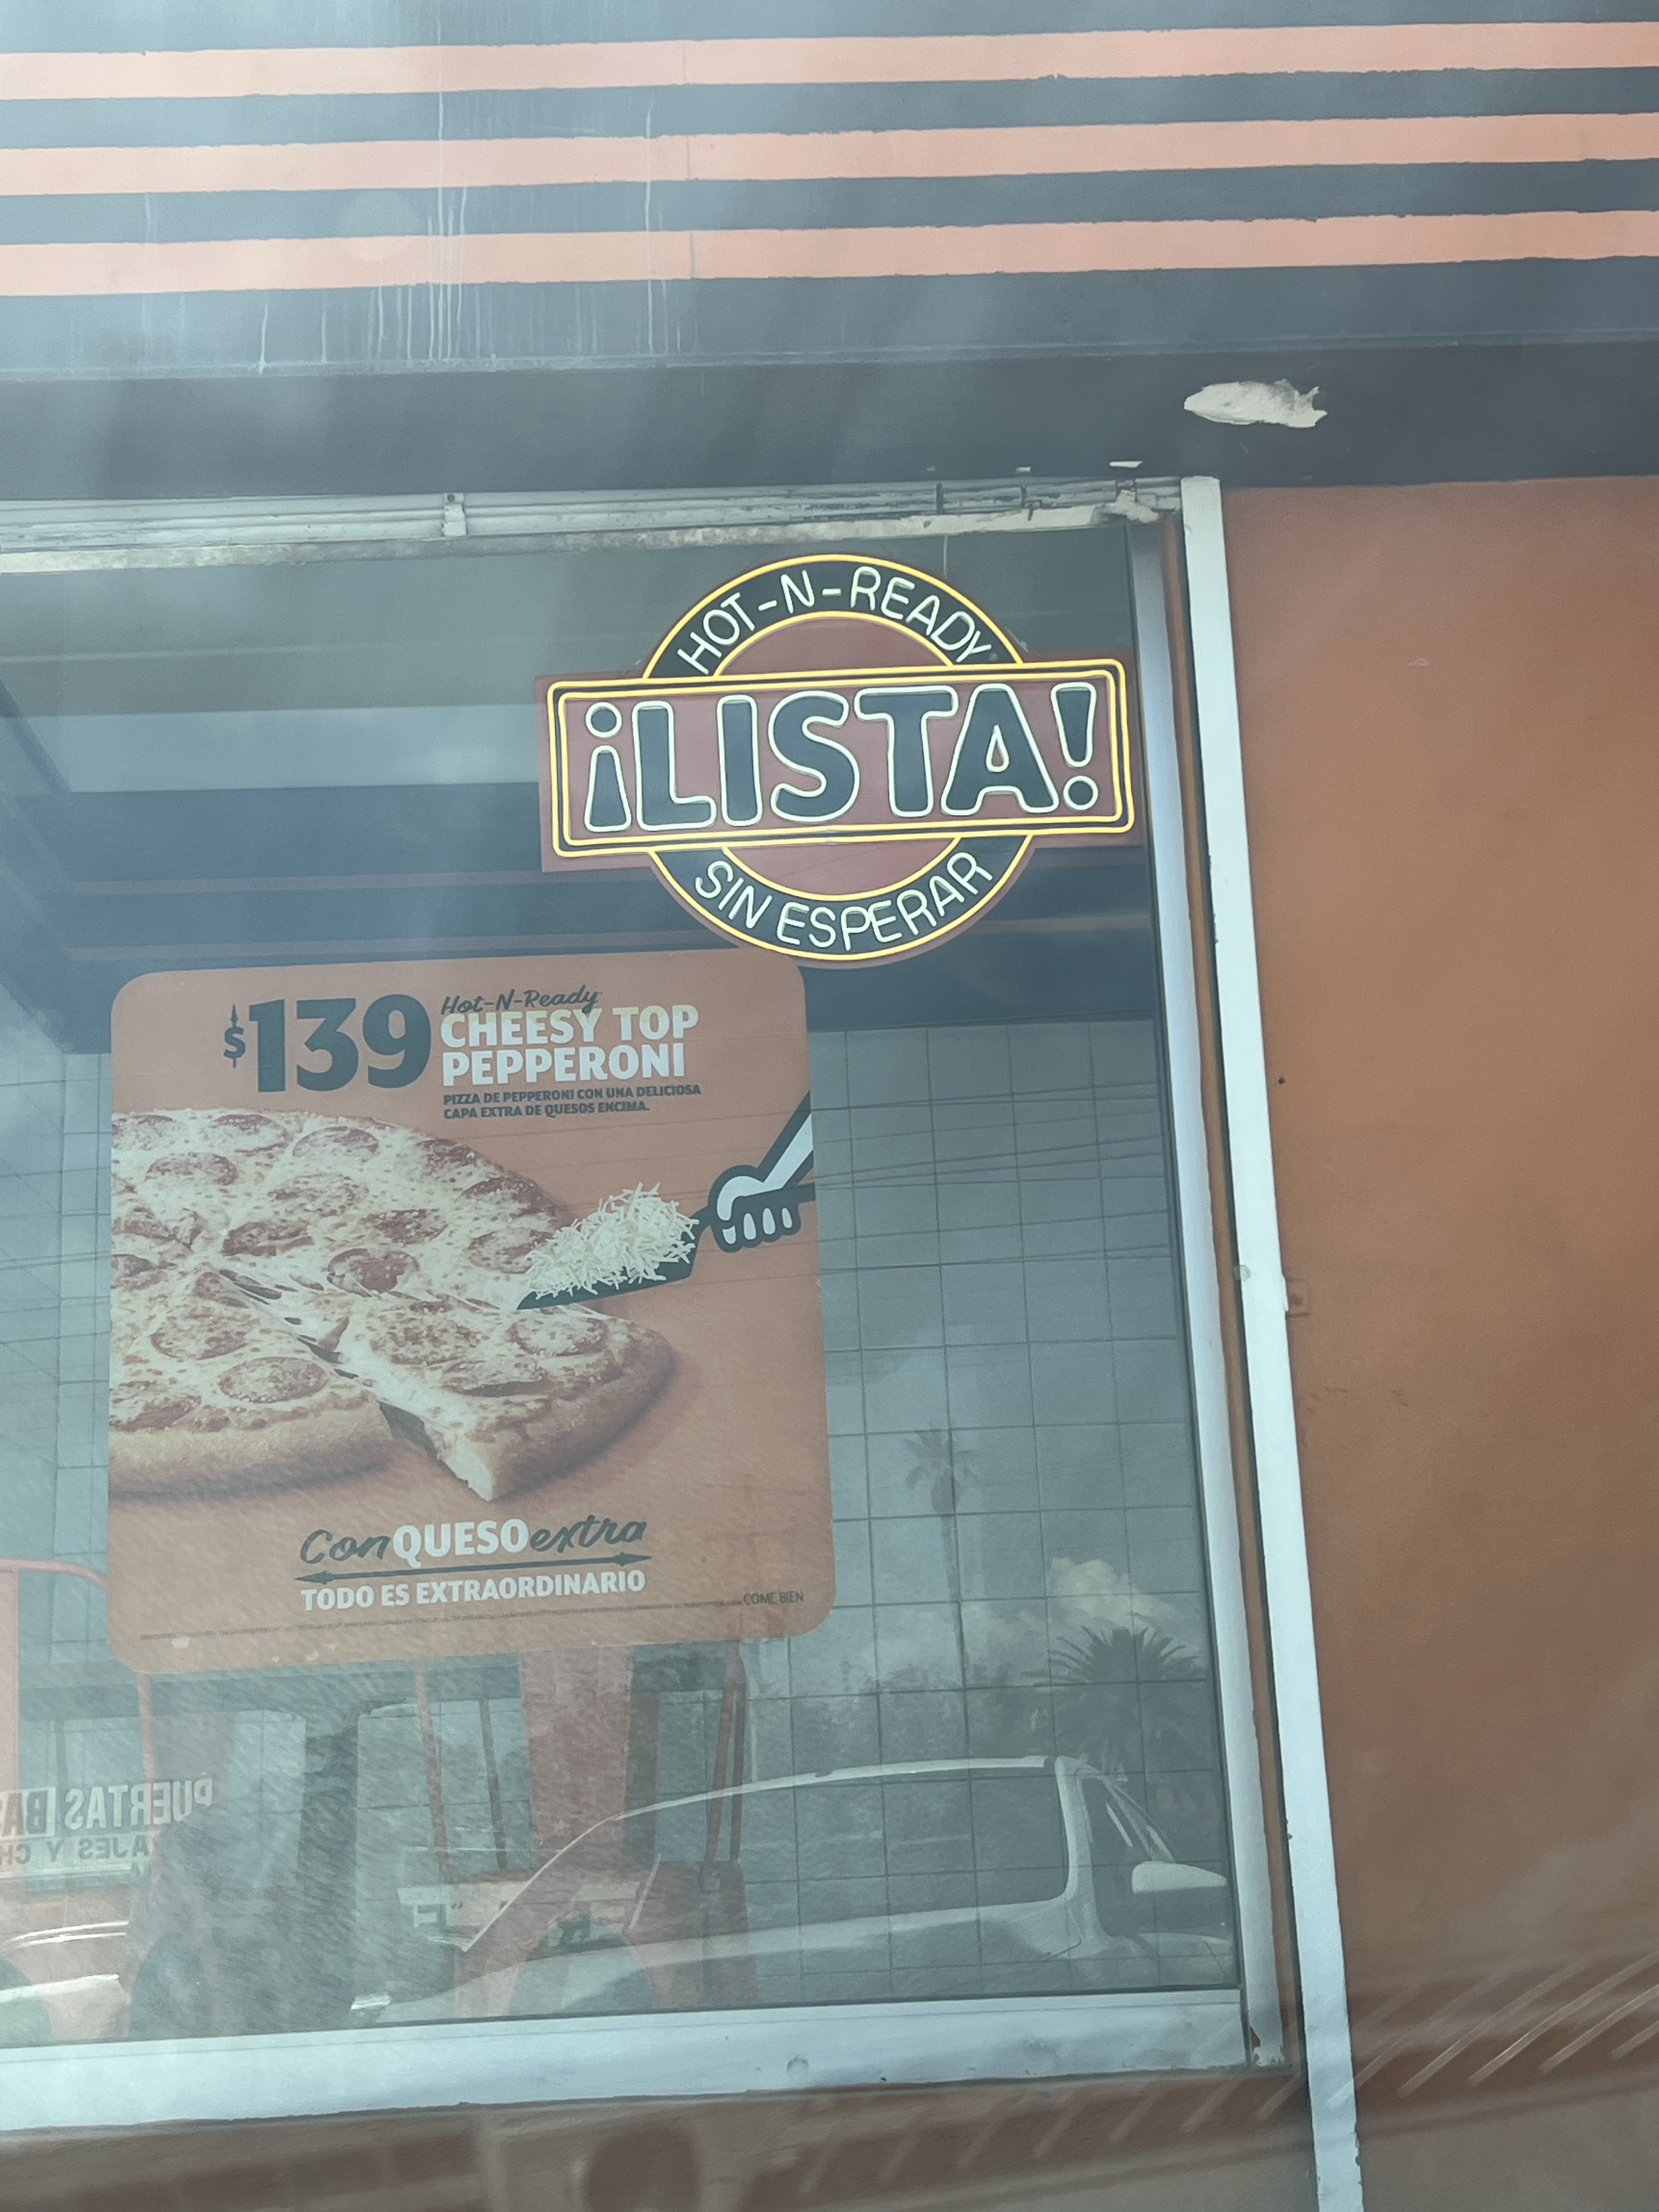 HOT-N-READY
¡LISTA!
SIN ESPERAR
$139
Hot-N-Ready
CHEESY TOP
PEPPERONI
PIZZA DE PEPPERONI CON UNA DELICIOSA
CAPA EXTRA DE QUESOS ENCIMA.
Con QUESO extra
TODO ES EXTRAORDINARIO
COME BIEN
PUERTAS